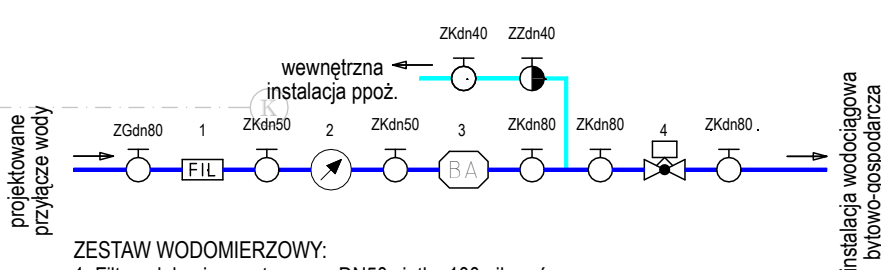 ZKdn40 ZZdn40
wewnętrzna
instalacja ppoż.
K
projektowane
przyłącze wody
ZGdn80 1 ZKdn50 2 ZKdn50 3 ZKdn80 ZKdn80 4 ZKdn80 .
FIŁ
BA
instalacja wodociągowa
bytowo-gospodarcza
ZESTAW WODOMIERZOWY: